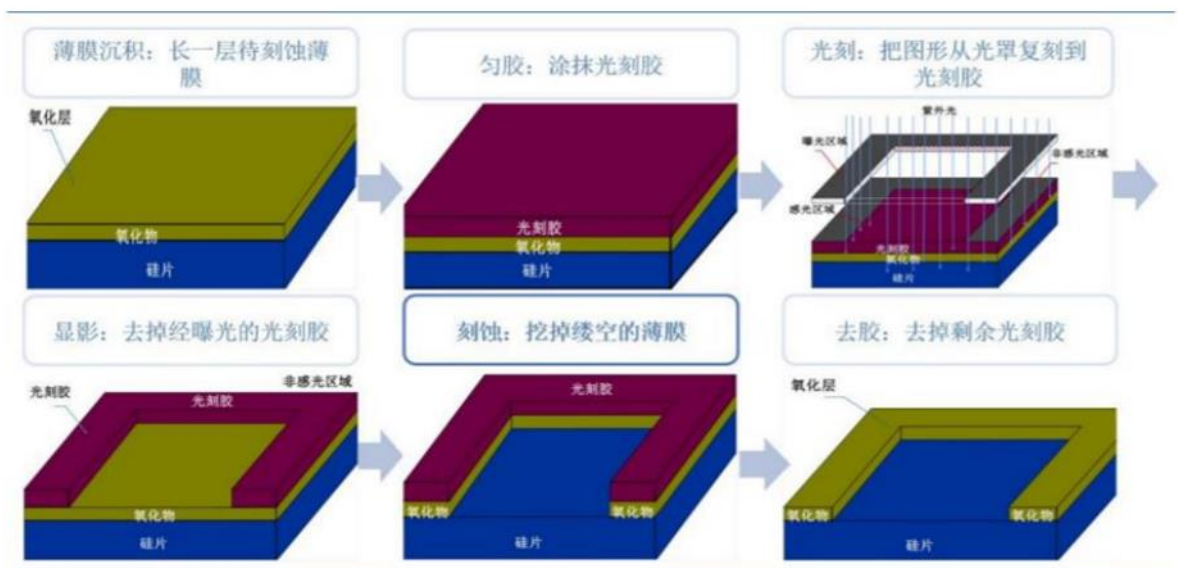 薄膜沉积：长一层待刻蚀薄
膜
匀胶：涂抹光刻胶
光刻：把图形从光罩复刻到
光刻胶
氧化层
氧化物
硅片
光刻胶
氧化物
硅片
紫外光
曝光区域
非感光区域
感光区域
光刻胶
氧化物
硅片
显影：去掉经曝光的光刻胶
刻蚀：挖掉缕空的薄膜
去胶：去掉剩余光刻胶
光刻胶
非感光区域
光刻胶
氧化物
硅片
光刻胶
氧化物
氧化物
硅片
氧化层
氧化物
氧化物
硅片